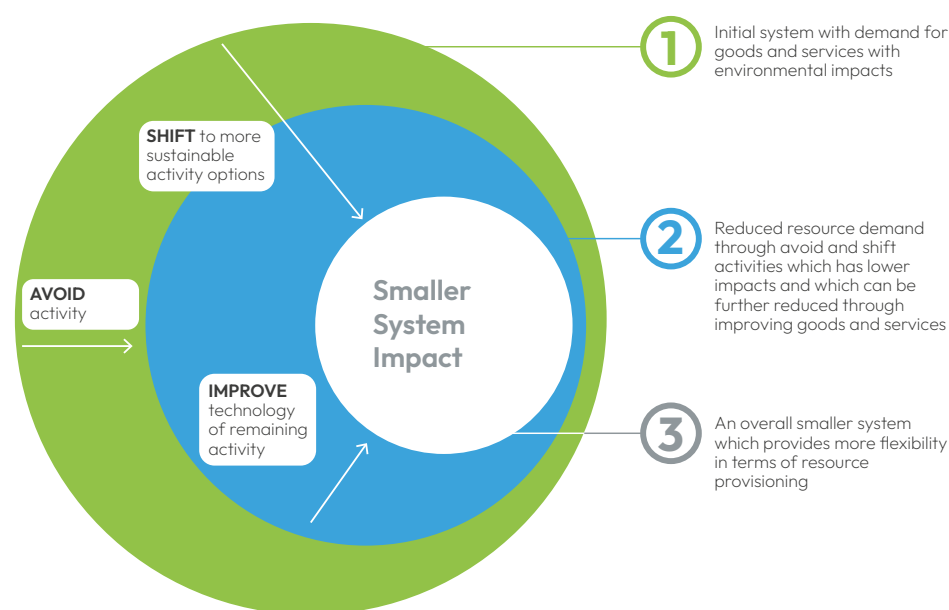 1
Initial system with demand for
goods and services with
environmental impacts
SHIFT to more
sustainable
activity options
2
Reduced resource demand
through avoid and shift
activities which has lower
impacts and which can be
further reduced through
improving goods and services
AVOID
activity
Smaller
System
Impact
IMPROVE
technology
of remaining
activity
3
An overall smaller system
which provides more flexibility
in terms of resource
provisioning